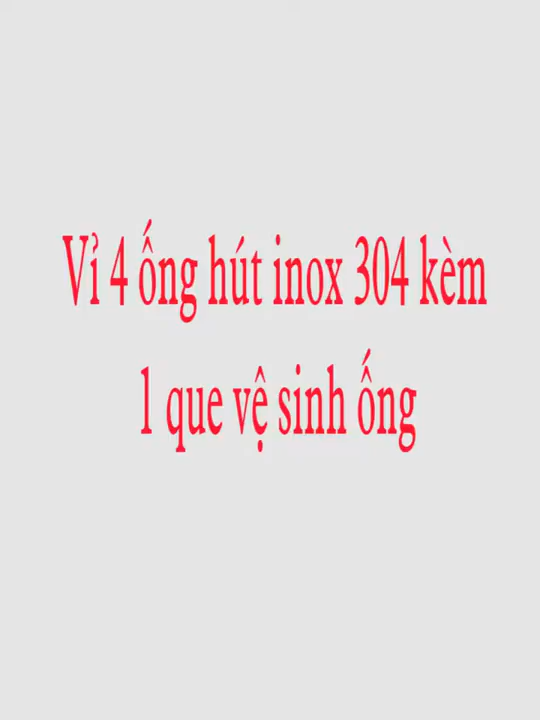 Vỉ 4 ống hút inox 304 kèm
1 que vệ sinh ống